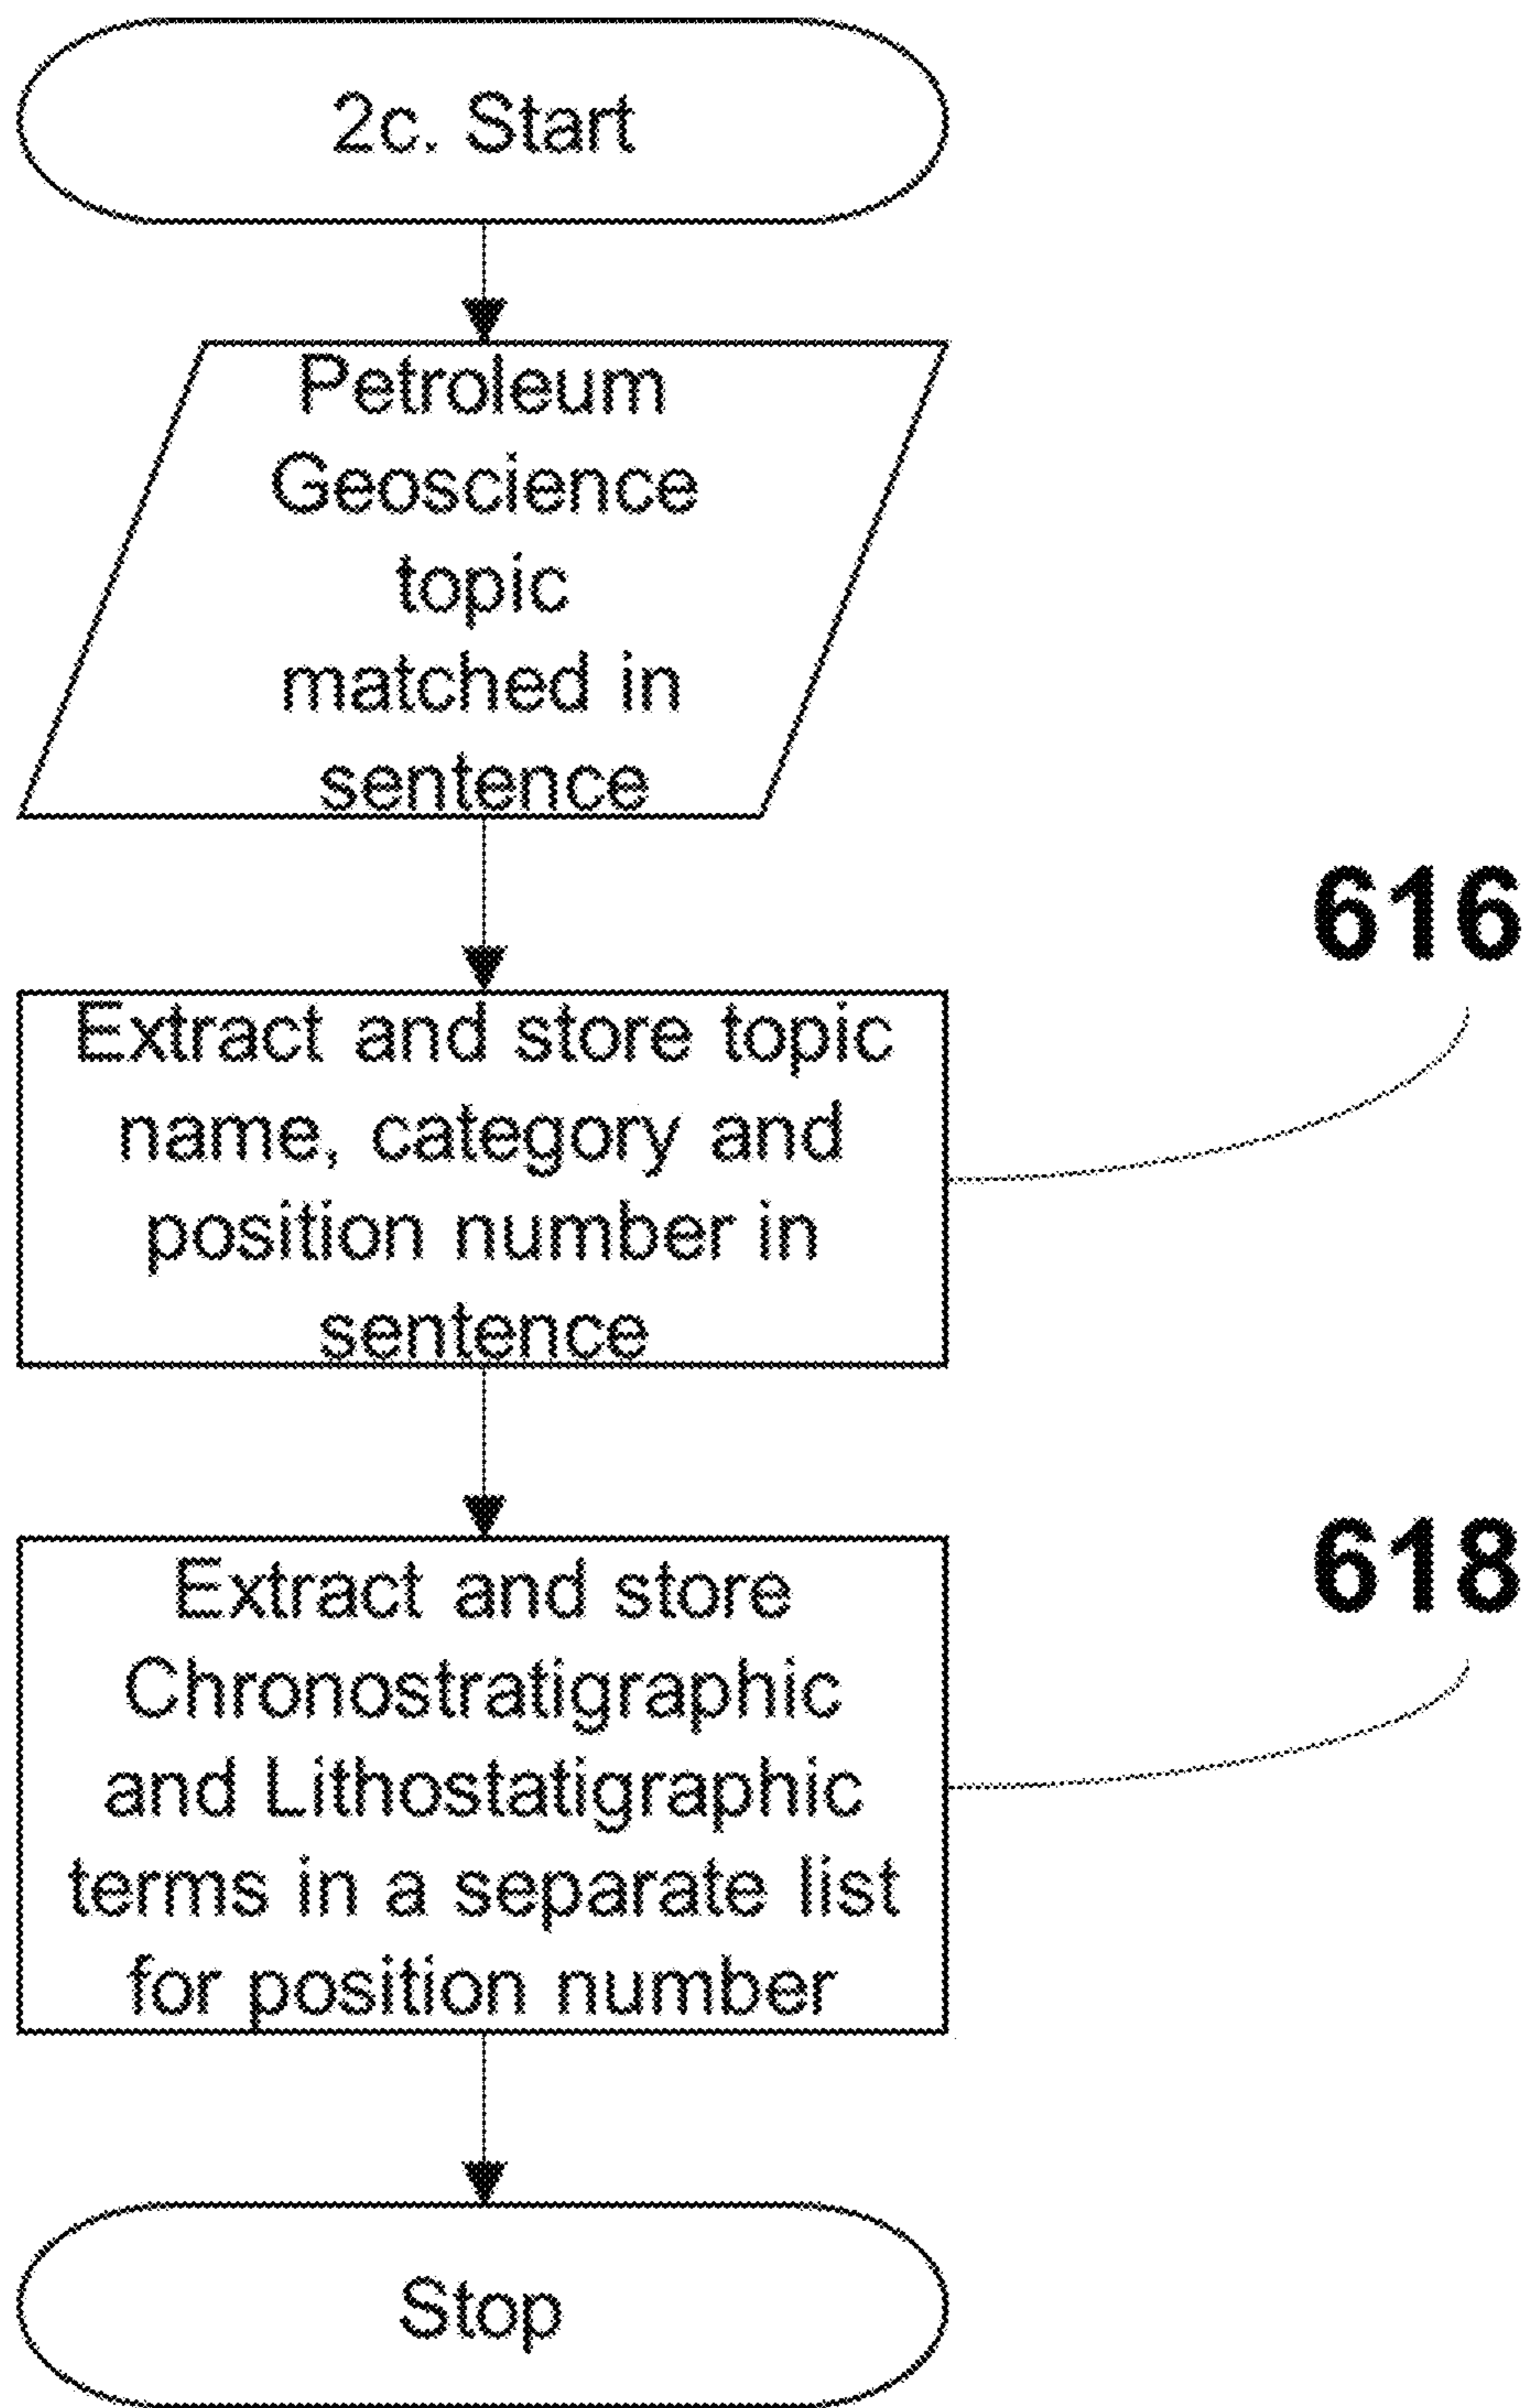 2c. Start
Petroleum
Geoscience
topic
matched in
sentence
616
Extract and store topic
name, category and
position number in
sentence
618
Extract and store
Chronostratigraphic
and Lithostatigraphic
terms in a separate list
for position number
Stop